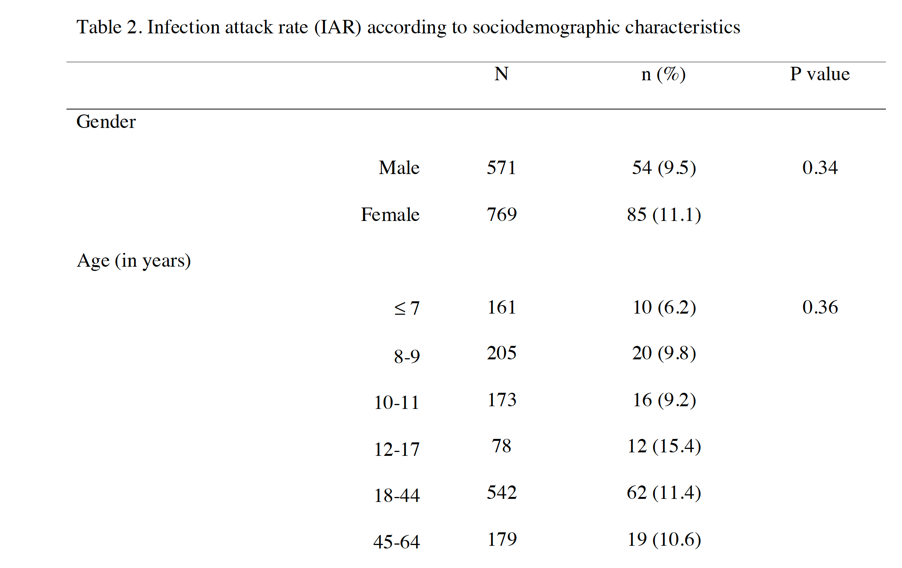 Table 2. Infection attack rate (IAR) according to sociodemographic characteristics
N n (%) P value
Gender
Male 571 54 (9.5) 0.34
Female 769 85 (11.1)
Age (in years)
≤ 7 161 10 (6.2) 0.36
8-9 205 20 (9.8)
10-11 173 16 (9.2)
12-17 78 12 (15.4)
18-44 542 62 (11.4)
45-64 179 19 (10.6)